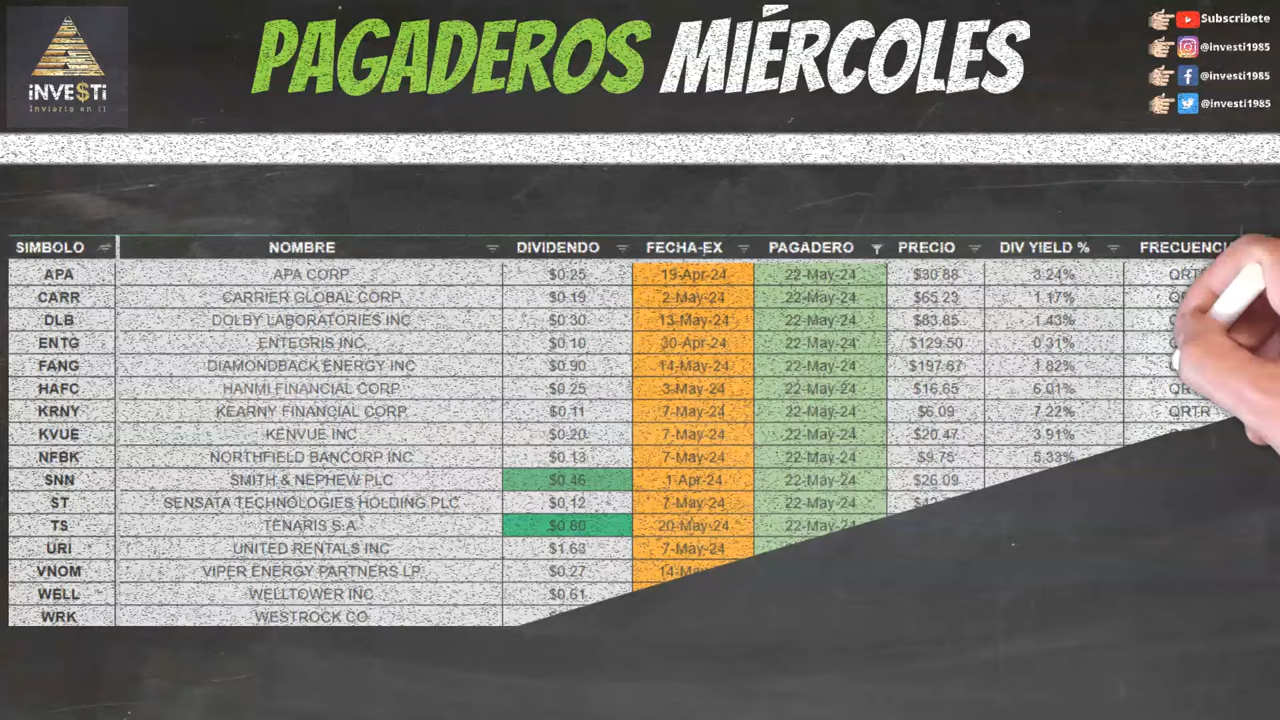 PAGADEROS MIÉRCOLES
iNVE$Ti
Invierte en ti
Subscribete
@investi1985
@investi1985
@investi1985
SIMBOLO NOMBRE DIVIDENDO FECHA-EX PAGADERO PRECIO DIV YIELD %
APA APA CORP $0.25 19-Apr-24 22-May-24 $30.88 3.24%
CARR CARRIER GLOBAL CORP. $0.19 2-May-24 22-May-24 $65.23 1.17%
DLB DOLBY LABORATORIES INC $0.30 13-May-24 22-May-24 $83.85 1.43%
ENTG ENTEGRIS INC. $0.10 30-Apr-24 22-May-24 $129.50 0.31%
FANG DIAMONDBACK ENERGY INC $0.90 14-May-24 22-May-24 $197.67 1.82%
HAFC HANMI FINANCIAL CORP $0.25 3-May-24 22-May-24 $16.65 6.01%
KRNY KEARNY FINANCIAL CORP. $0.11 7-May-24 22-May-24 $6.09 7.22% QRTR
KVUE KENVUE INC $0.20 7-May-24 22-May-24 $20.47 3.91%
NFBK NORTHFIELD BANCORP INC $0.13 7-May-24 22-May-24 $9.75 5.33%
SNN SMITH & NEPHEW PLC $0.46 1-Apr-24 22-May-24 $26.09
ST SENSATA TECHNOLOGIES HOLDING PLC $0.12 7-May-24 22-May-24
TS TENARIS S.A. $0.80 20-May-24 22-May-24
URI UNITED RENTALS INC $1.63 7-May-24
VNOM VIPER ENERGY PARTNERS LP $0.27
WELL WELLTOWER INC $0.61
WRK WESTROCK CO